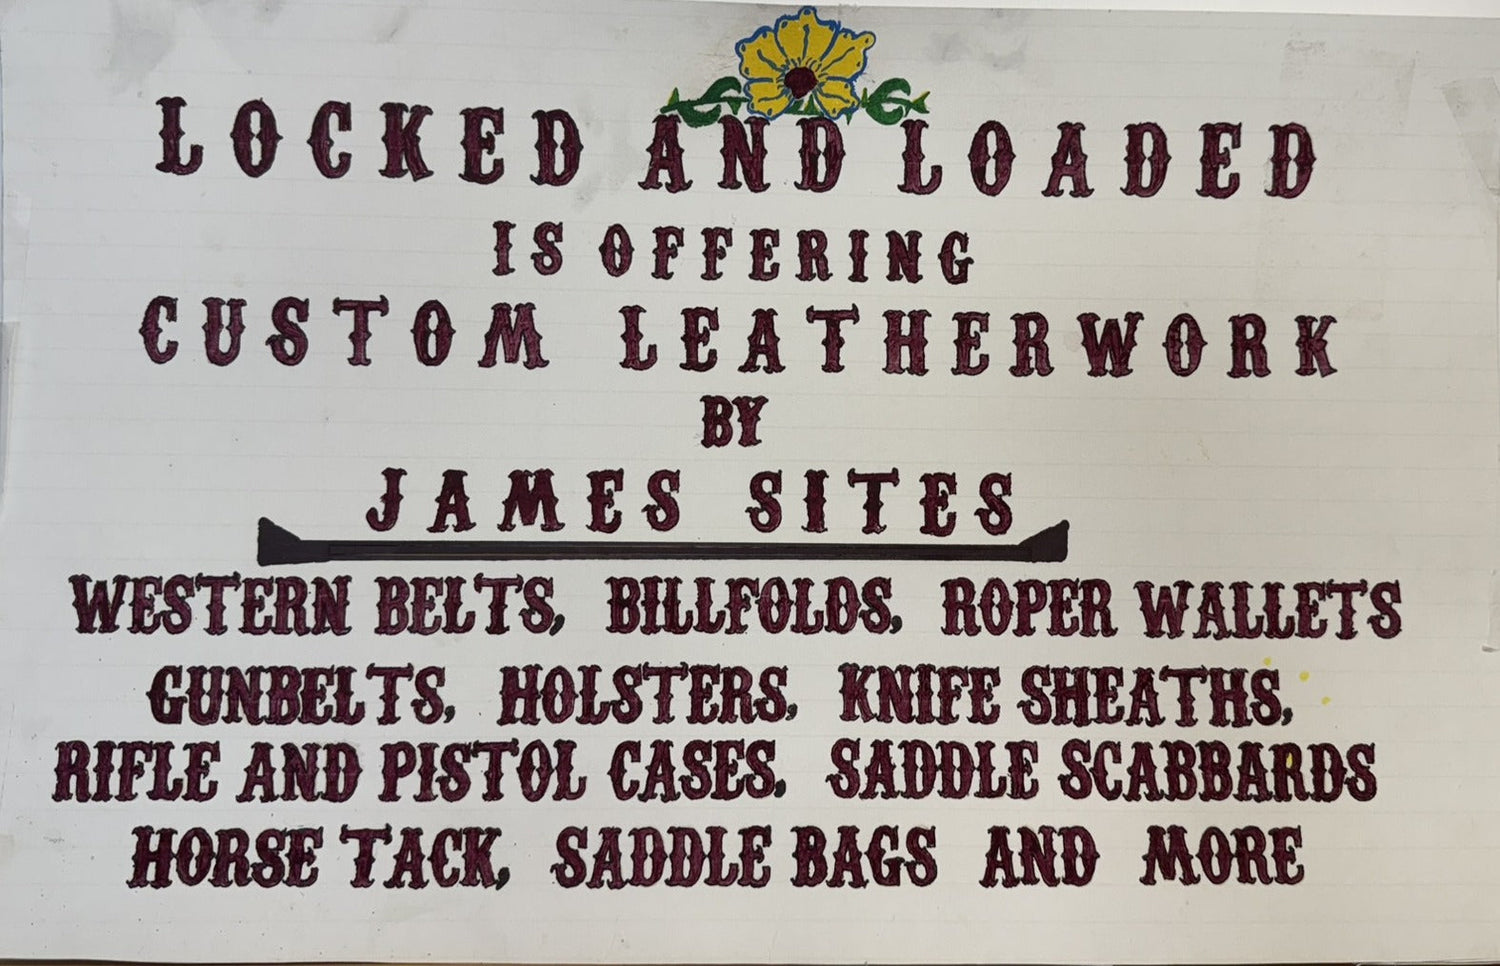 LOCKED AND LOADED
IS OFFERING
CUSTOM LEATHERWORK
BY
JAMES SITES
WESTERN BELTS, BILLFOLDS, ROPER WALLETS
GUNBELTS, HOLSTERS, KNIFE SHEATHS,
RIFLE AND PISTOL CASES, SADDLE SCABBARDS
HORSE TACK, SADDLE BAGS AND MORE